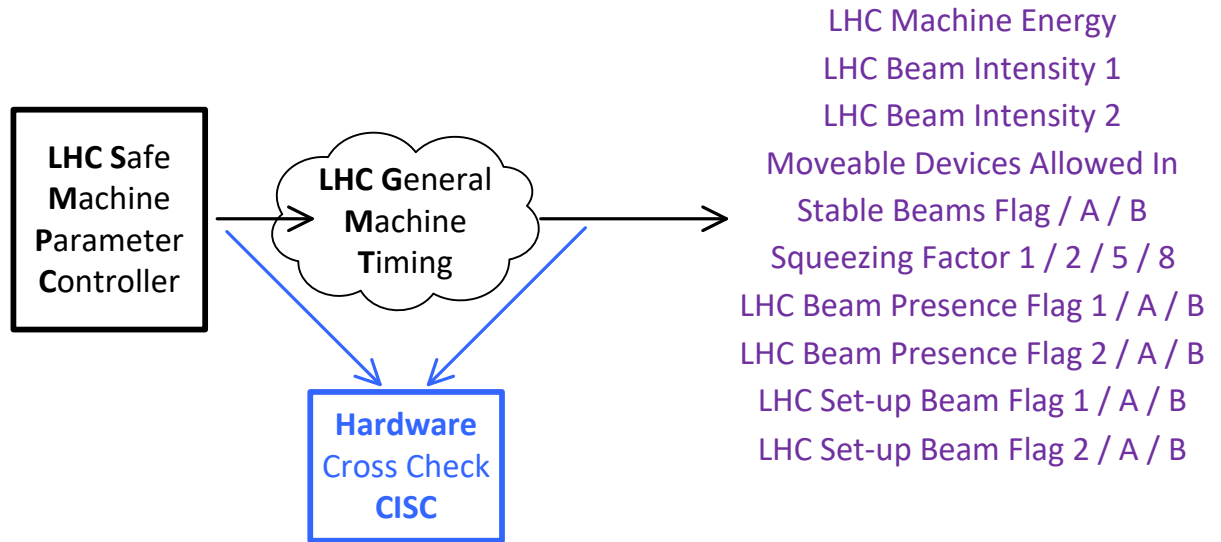 LHC Safe
Machine
Parameter
Controller
LHC General
Machine
Timing
Hardware
Cross Check
CISC
LHC Machine Energy
LHC Beam Intensity 1
LHC Beam Intensity 2
Moveable Devices Allowed In
Stable Beams Flag / A / B
Squeezing Factor 1 / 2 / 5 / 8
LHC Beam Presence Flag 1 / A / B
LHC Beam Presence Flag 2 / A / B
LHC Set-up Beam Flag 1 / A / B
LHC Set-up Beam Flag 2 / A / B